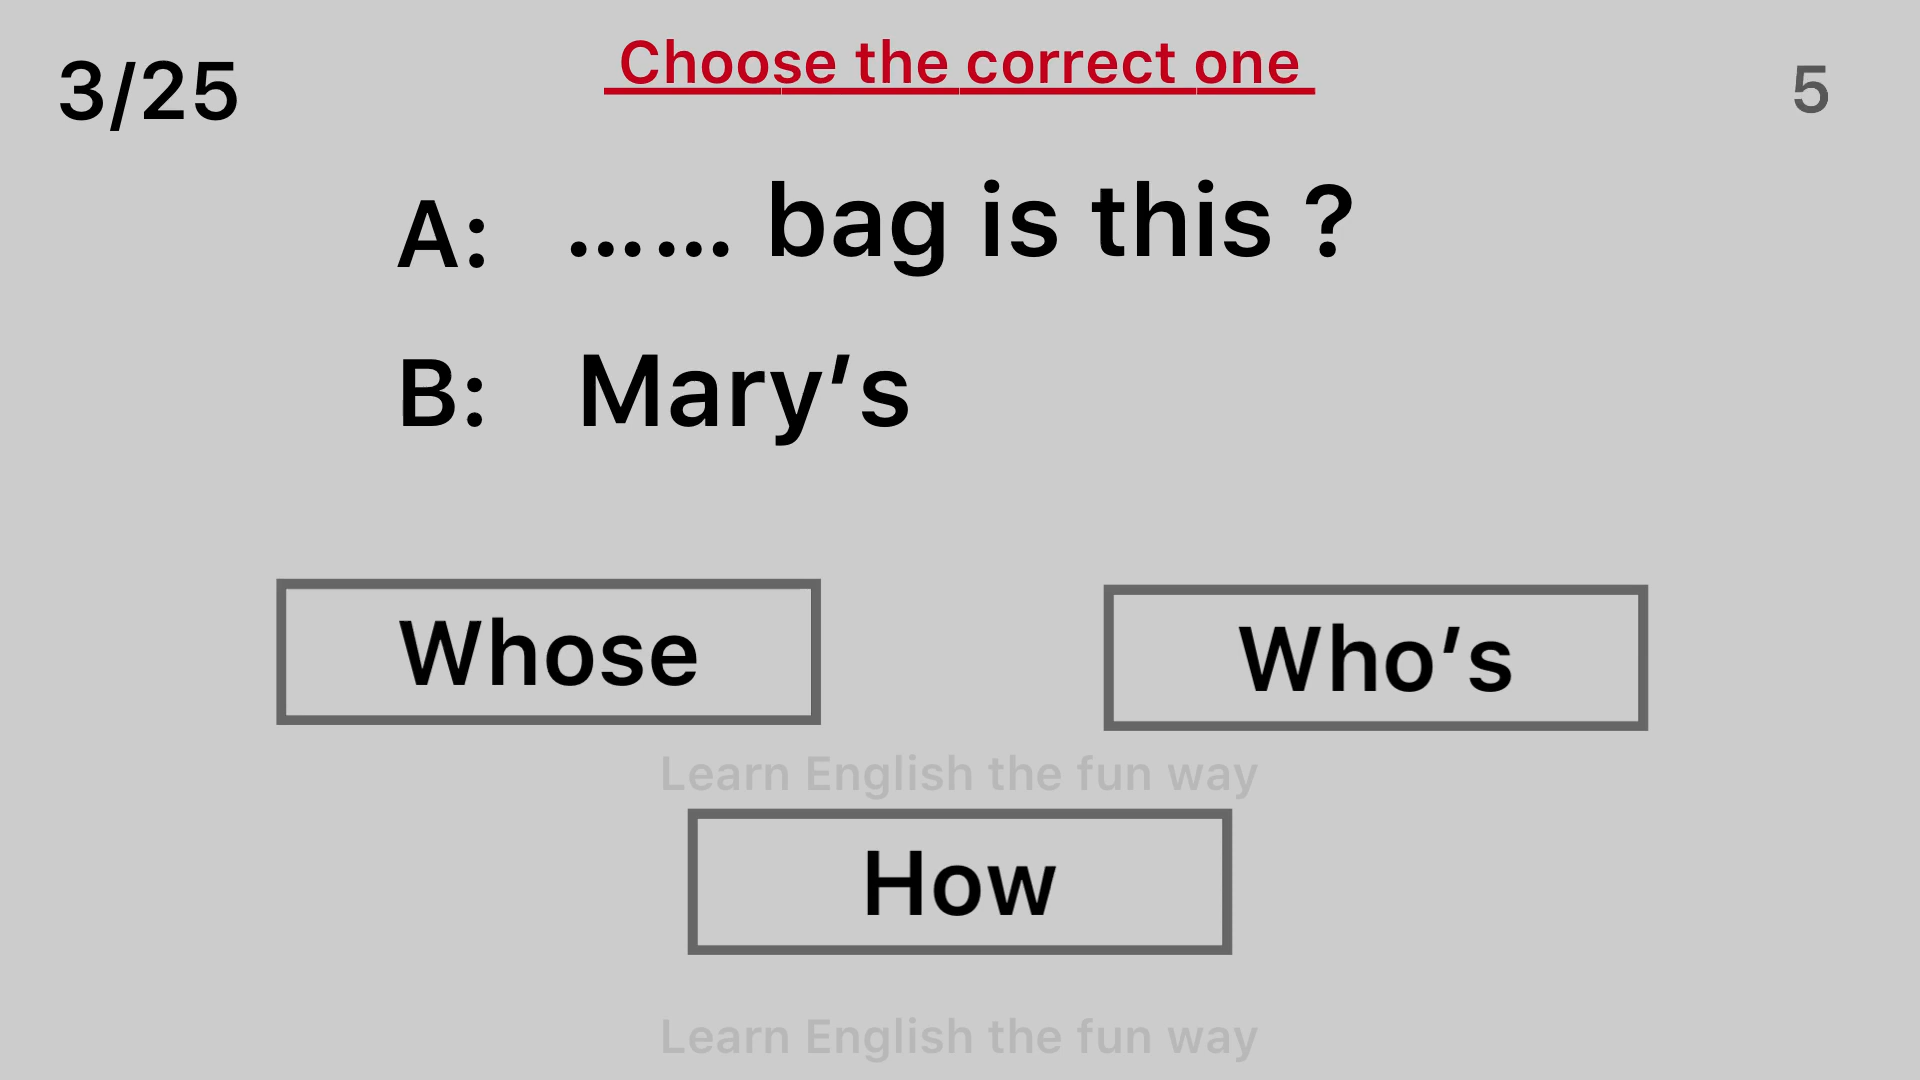 3/25
Choose the correct one
5
A: …… bag is this ?
B: Mary’s
Whose
Who’s
Learn English the fun way
How
Learn English the fun way